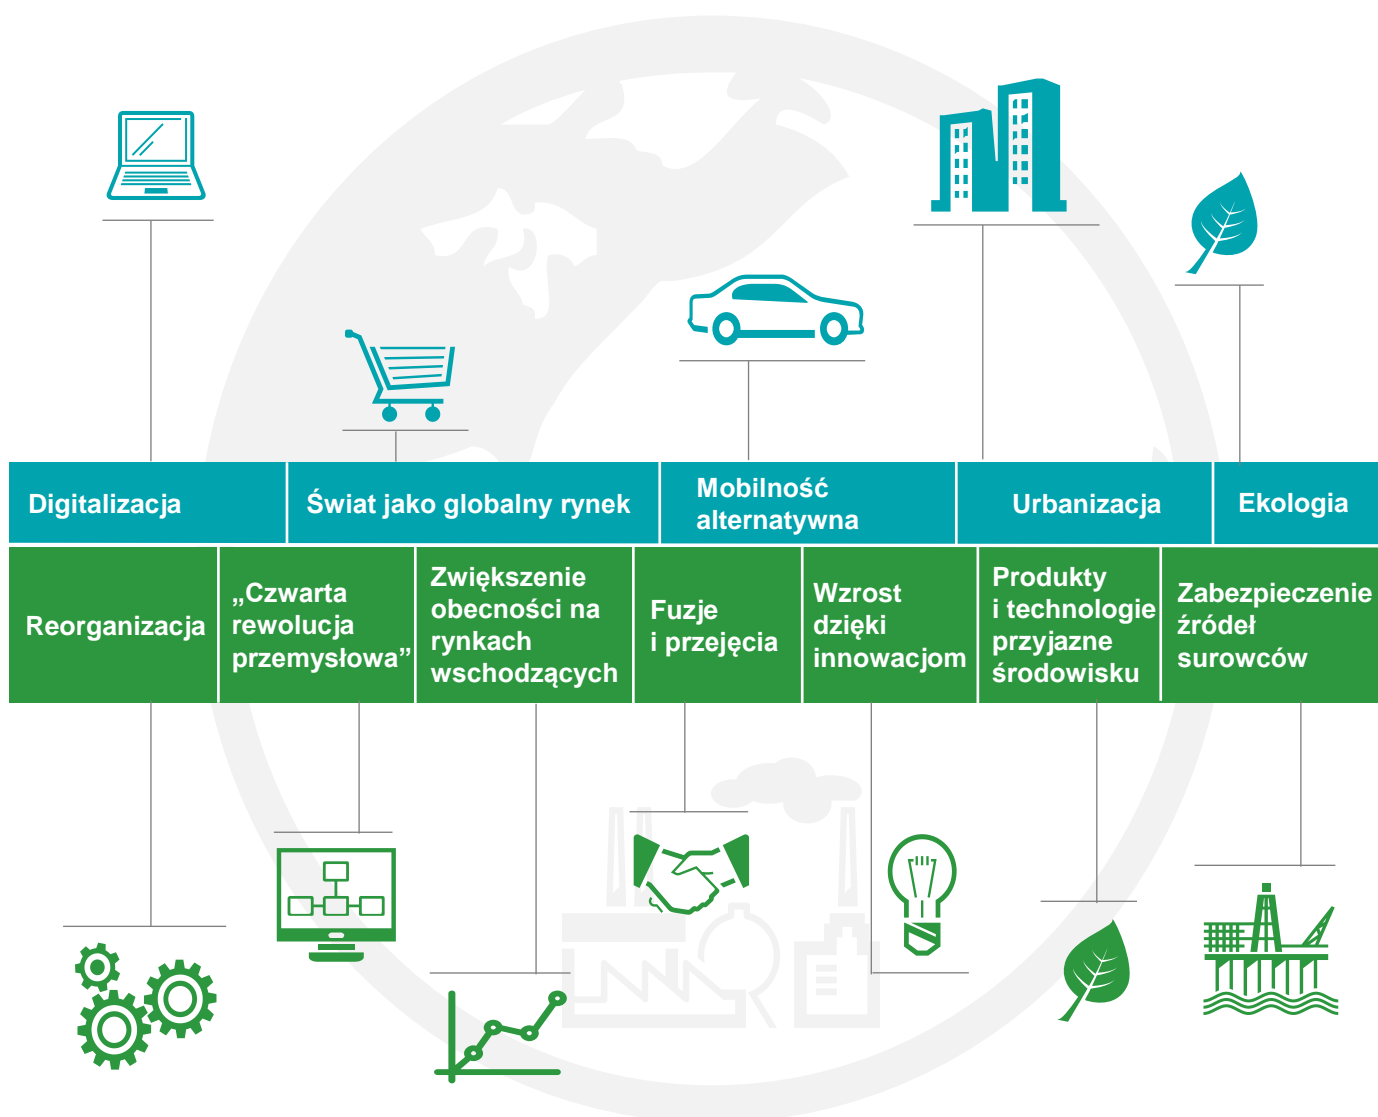 Digitalizacja
Świat jako globalny rynek
Mobilność
alternatywna
Urbanizacja
Ekologia
Reorganizacja
„Czwarta
rewolucja
przemysłowa”
Zwiększenie
obecności na
rynkach
wschodzących
Fuzje
i przejęcia
Wzrost
dzięki
innowacjom
Produkty
i technologie
przyjazne
środowisku
Zabezpieczenie
źródeł
surowców